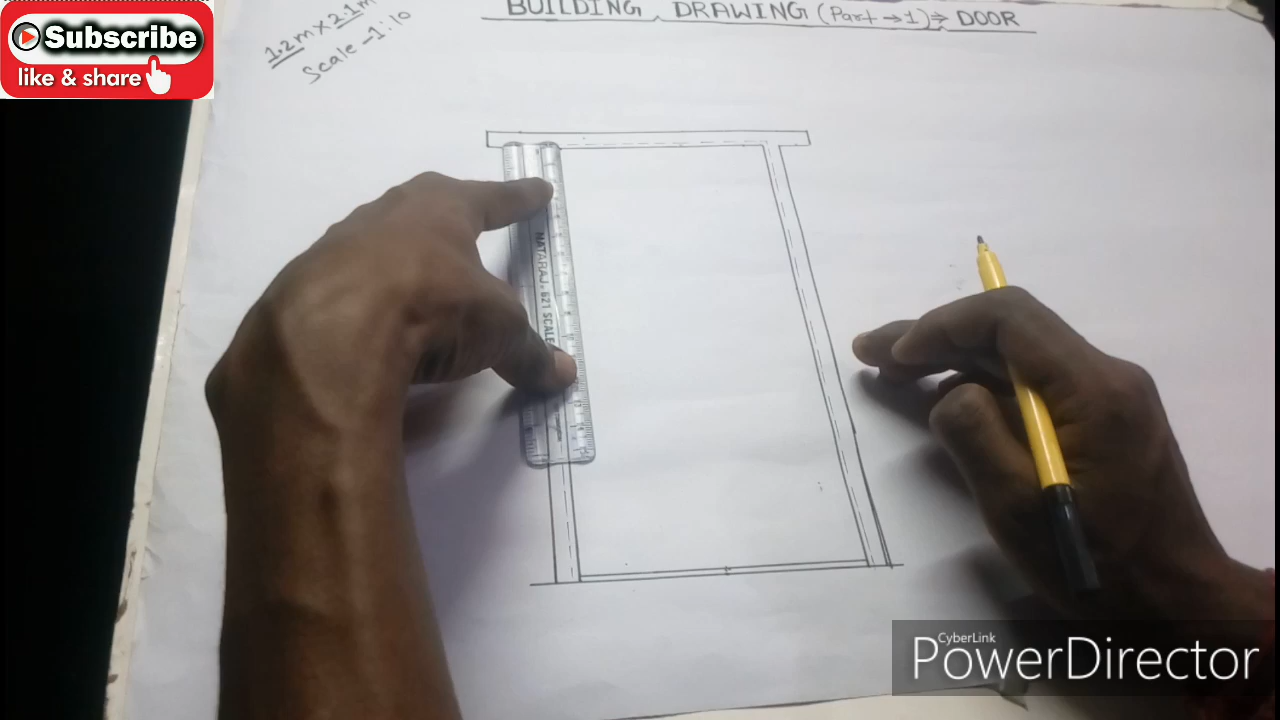 Subscribe
like & share
BUILDING DRAWING (Part → 1) ⇒ DOOR
1.2m × 2.1m
Scale - 1:10
NATARAJ 621 SCALE
CyberLink
PowerDirector